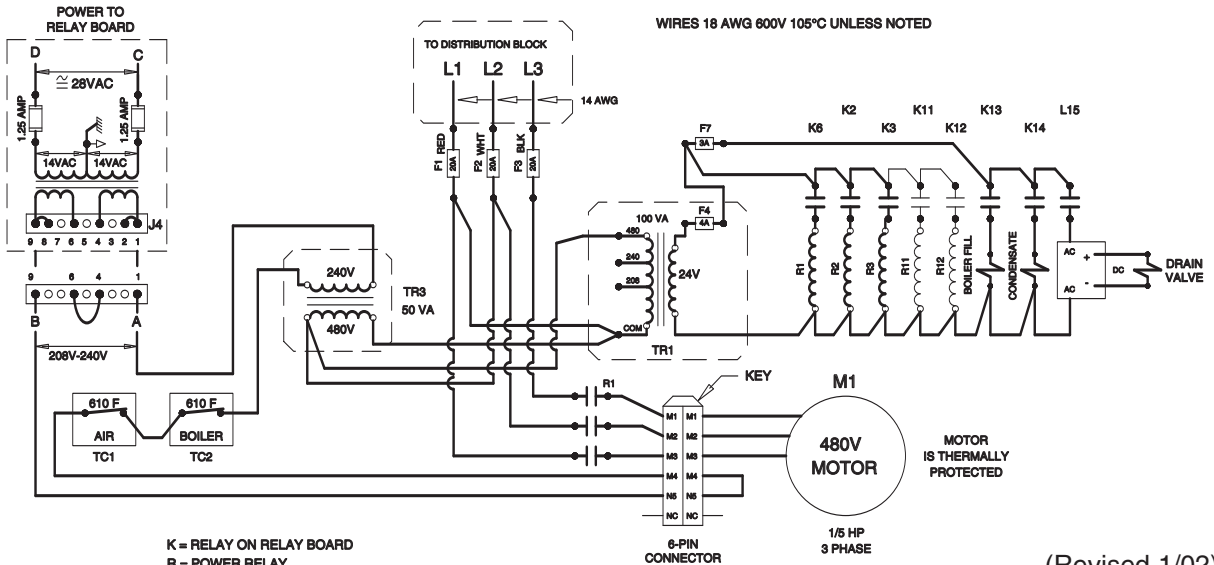 POWER TO
RELAY BOARD
WIRES 18 AWG 600V 105°C UNLESS NOTED
D
C
28VAC
1.25 AMP
1.25 AMP
14VAC
14VAC
J4
9 8 7 6 5 4 3 2 1
9 6 4 1
B
A
208V-240V
610 F
AIR
TC1
610 F
BOILER
TC2
240V
480V
TR3
50 VA
TO DISTRIBUTION BLOCK
L1 L2 L3
14 AWG
F1 RED
20A
F2 WHT
20A
F3 BLK
20A
100 VA
480
240
208
COM
24V
TR1
F4
4A
F7
3A
K6
K2
K3
K11
K12
K13
K14
L15
R1
R2
R3
R11
R12
BOILER FILL
CONDENSATE
AC
AC
+
-
DC
DRAIN
VALVE
R1
KEY
M1 M1
M2 M2
M3 M3
M4 M4
N5 N5
NC NC
6-PIN
CONNECTOR
M1
480V
MOTOR
1/5 HP
3 PHASE
MOTOR
IS THERMALLY
PROTECTED
K = RELAY ON RELAY BOARD
R = POWER RELAY
(Revised 1/02)